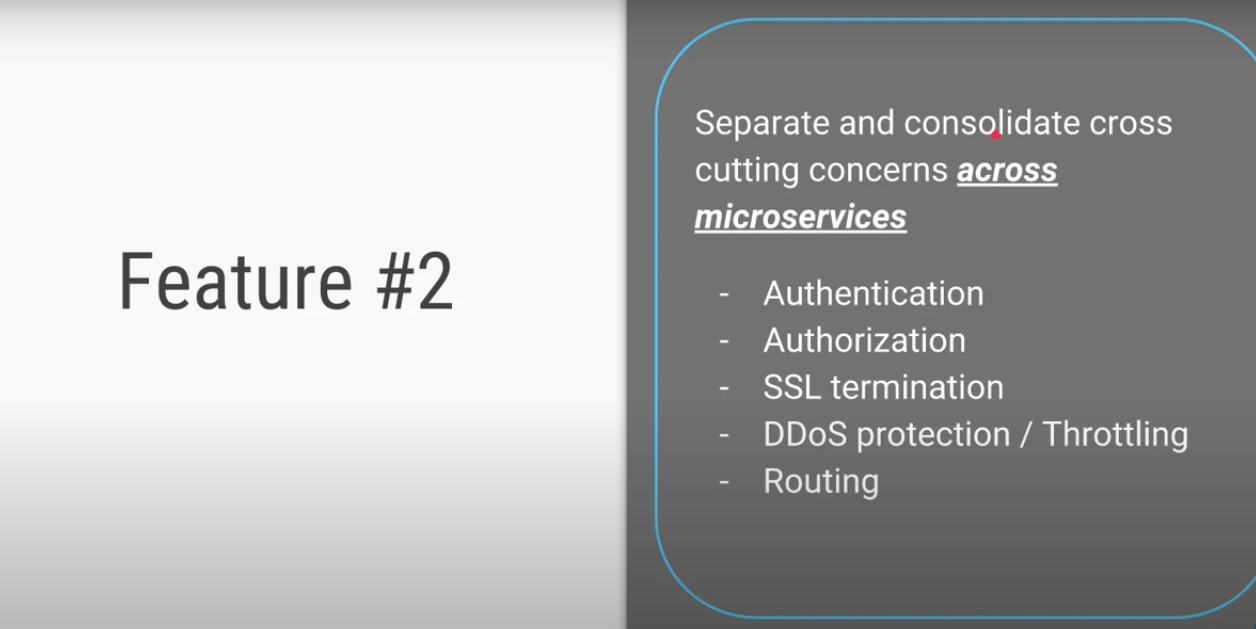 Feature #2
Separate and consolidate cross
cutting concerns across
microservices
- Authentication
- Authorization
- SSL termination
- DDoS protection / Throttling
- Routing